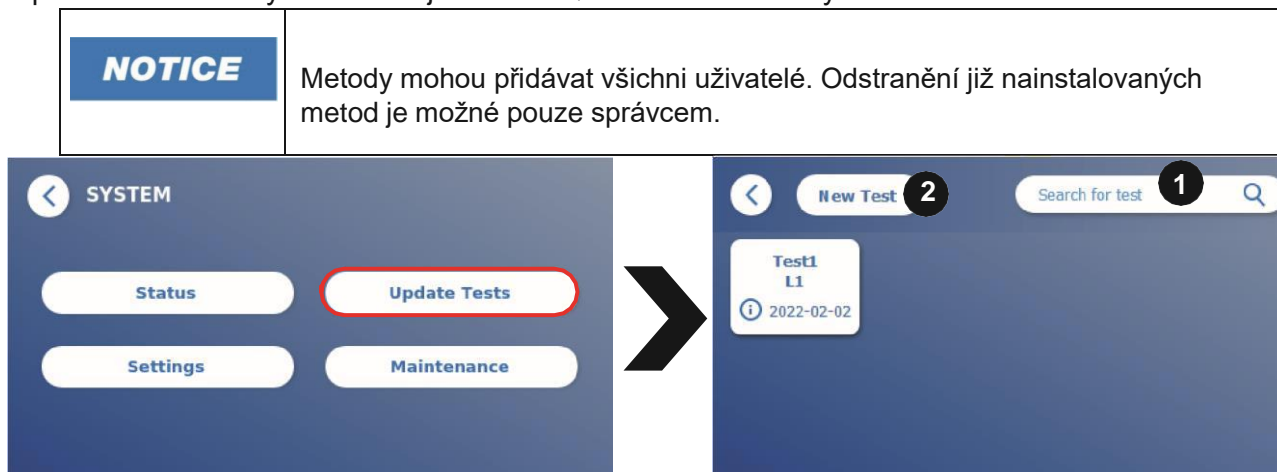 NOTICE
Metody mohou přidávat všichni uživatelé. Odstranění již nainstalovaných
metod je možné pouze správcem.
SYSTEM
Status
Update Tests
Settings
Maintenance
New Test 2
Search for test 1
Test1
L1
2022-02-02